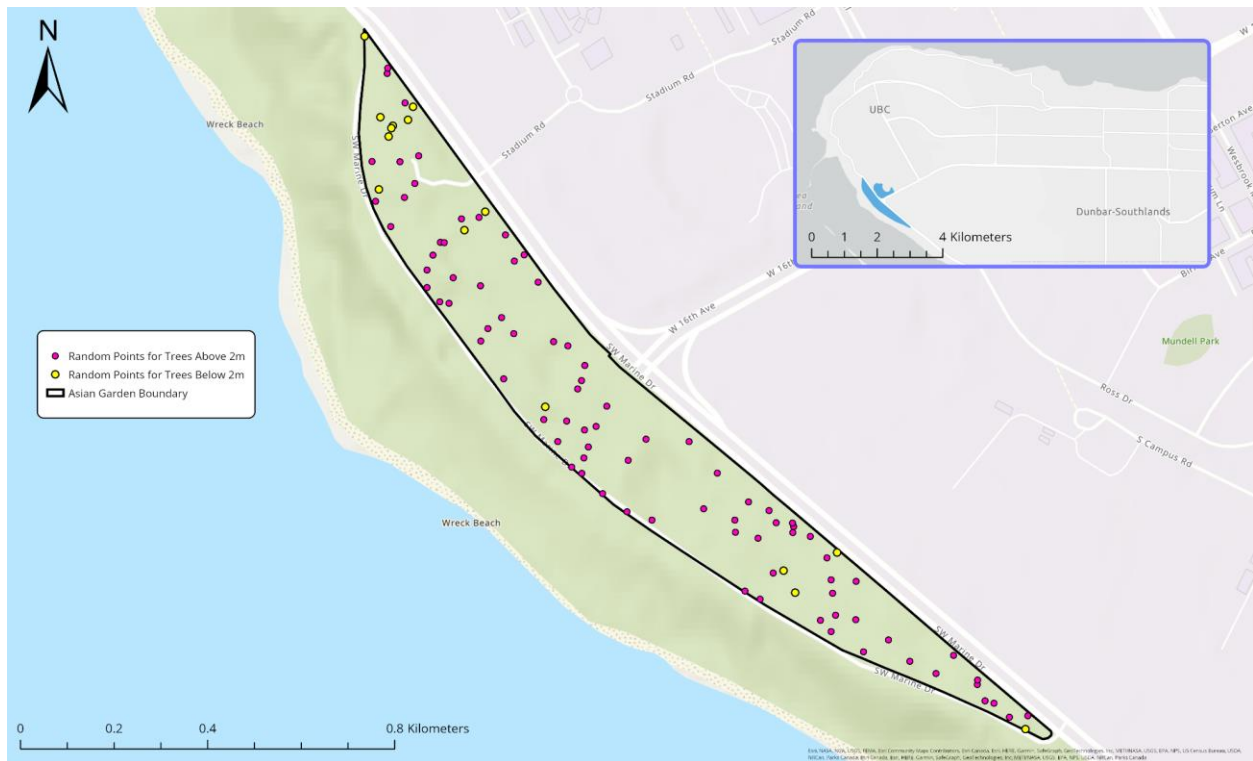 N
Stadium Rd
Stadium Rd
Stadium Rd
Wreck Beach
SW Marine Dr
UBC
Dunbar-Southlands
0 1 2 4 Kilometers
W 16th Ave
Mundell Park
SW Marine Dr
Ross Dr
S Campus Rd
Random Points for Trees Above 2m
Random Points for Trees Below 2m
Asian Garden Boundary
Wreck Beach
SW Marine Dr
SW Marine Dr
0 0.2 0.4 0.8 Kilometers